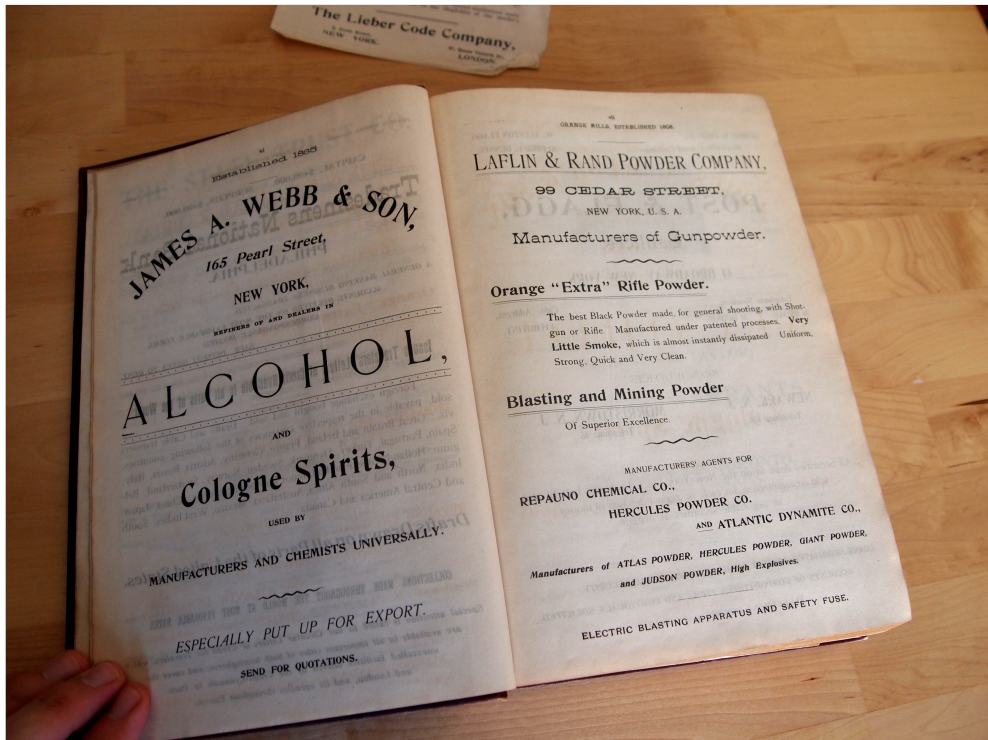 The Lieber Code Company,
NEW YORK.
LONDON.
Established 1835
JAMES A. WEBB & SON,
165 Pearl Street,
NEW YORK,
REFINERS OF AND DEALERS IN
ALCOHOL,
AND
Cologne Spirits,
USED BY
MANUFACTURERS AND CHEMISTS UNIVERSALLY.
ESPECIALLY PUT UP FOR EXPORT.
SEND FOR QUOTATIONS.
ORANGE MILLS, ESTABLISHED 1808.
LAFLIN & RAND POWDER COMPANY,
99 CEDAR STREET,
NEW YORK, U. S. A.
Manufacturers of Gunpowder.
Orange "Extra" Rifle Powder.
The best Black Powder made, for general shooting, with Shot-
gun or Rifle. Manufactured under patented processes. Very
Little Smoke, which is almost instantly dissipated Uniform,
Strong, Quick and Very Clean.
Blasting and Mining Powder
Of Superior Excellence
MANUFACTURERS' AGENTS FOR
REPAUNO CHEMICAL CO.,
HERCULES POWDER CO.
AND ATLANTIC DYNAMITE CO.,
Manufacturers of ATLAS POWDER, HERCULES POWDER, GIANT POWDER,
and JUDSON POWDER, High Explosives.
ELECTRIC BLASTING APPARATUS AND SAFETY FUSE.